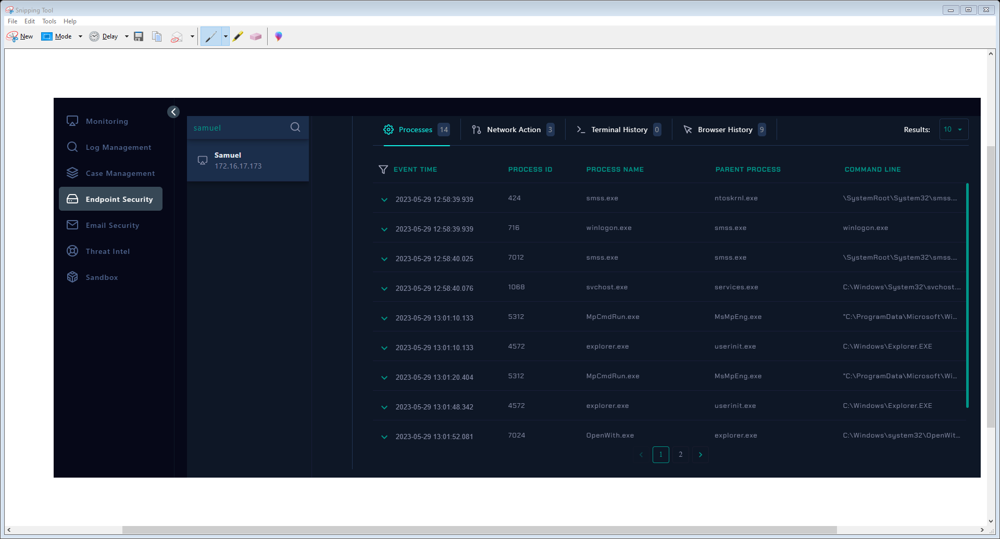 Snipping Tool
File Edit Tools Help
New Mode Delay
Monitoring
Log Management
Case Management
Endpoint Security
Email Security
Threat Intel
Sandbox
samuel
Samuel
172.16.17.173
Processes 14 Network Action 3 Terminal History 0 Browser History 9 Results: 10
EVENT TIME PROCESS ID PROCESS NAME PARENT PROCESS COMMAND LINE
2023-05-29 12:58:39.939 424 smss.exe ntoskrnl.exe \SystemRoot\System32\smss....
2023-05-29 12:58:39.939 716 winlogon.exe smss.exe winlogon.exe
2023-05-29 12:58:40.025 7012 smss.exe smss.exe \SystemRoot\System32\smss....
2023-05-29 12:58:40.076 1068 svchost.exe services.exe C:\Windows\System32\svchost....
2023-05-29 13:01:10.133 5312 MpCmdRun.exe MsMpEng.exe "C:\ProgramData\Microsoft\Wi...
2023-05-29 13:01:10.133 4572 explorer.exe userinit.exe C:\Windows\Explorer.EXE
2023-05-29 13:01:20.404 5312 MpCmdRun.exe MsMpEng.exe "C:\ProgramData\Microsoft\Wi...
2023-05-29 13:01:48.342 4572 explorer.exe userinit.exe C:\Windows\Explorer.EXE
2023-05-29 13:01:52.081 7024 OpenWith.exe explorer.exe C:\Windows\system32\OpenWit...
1 2